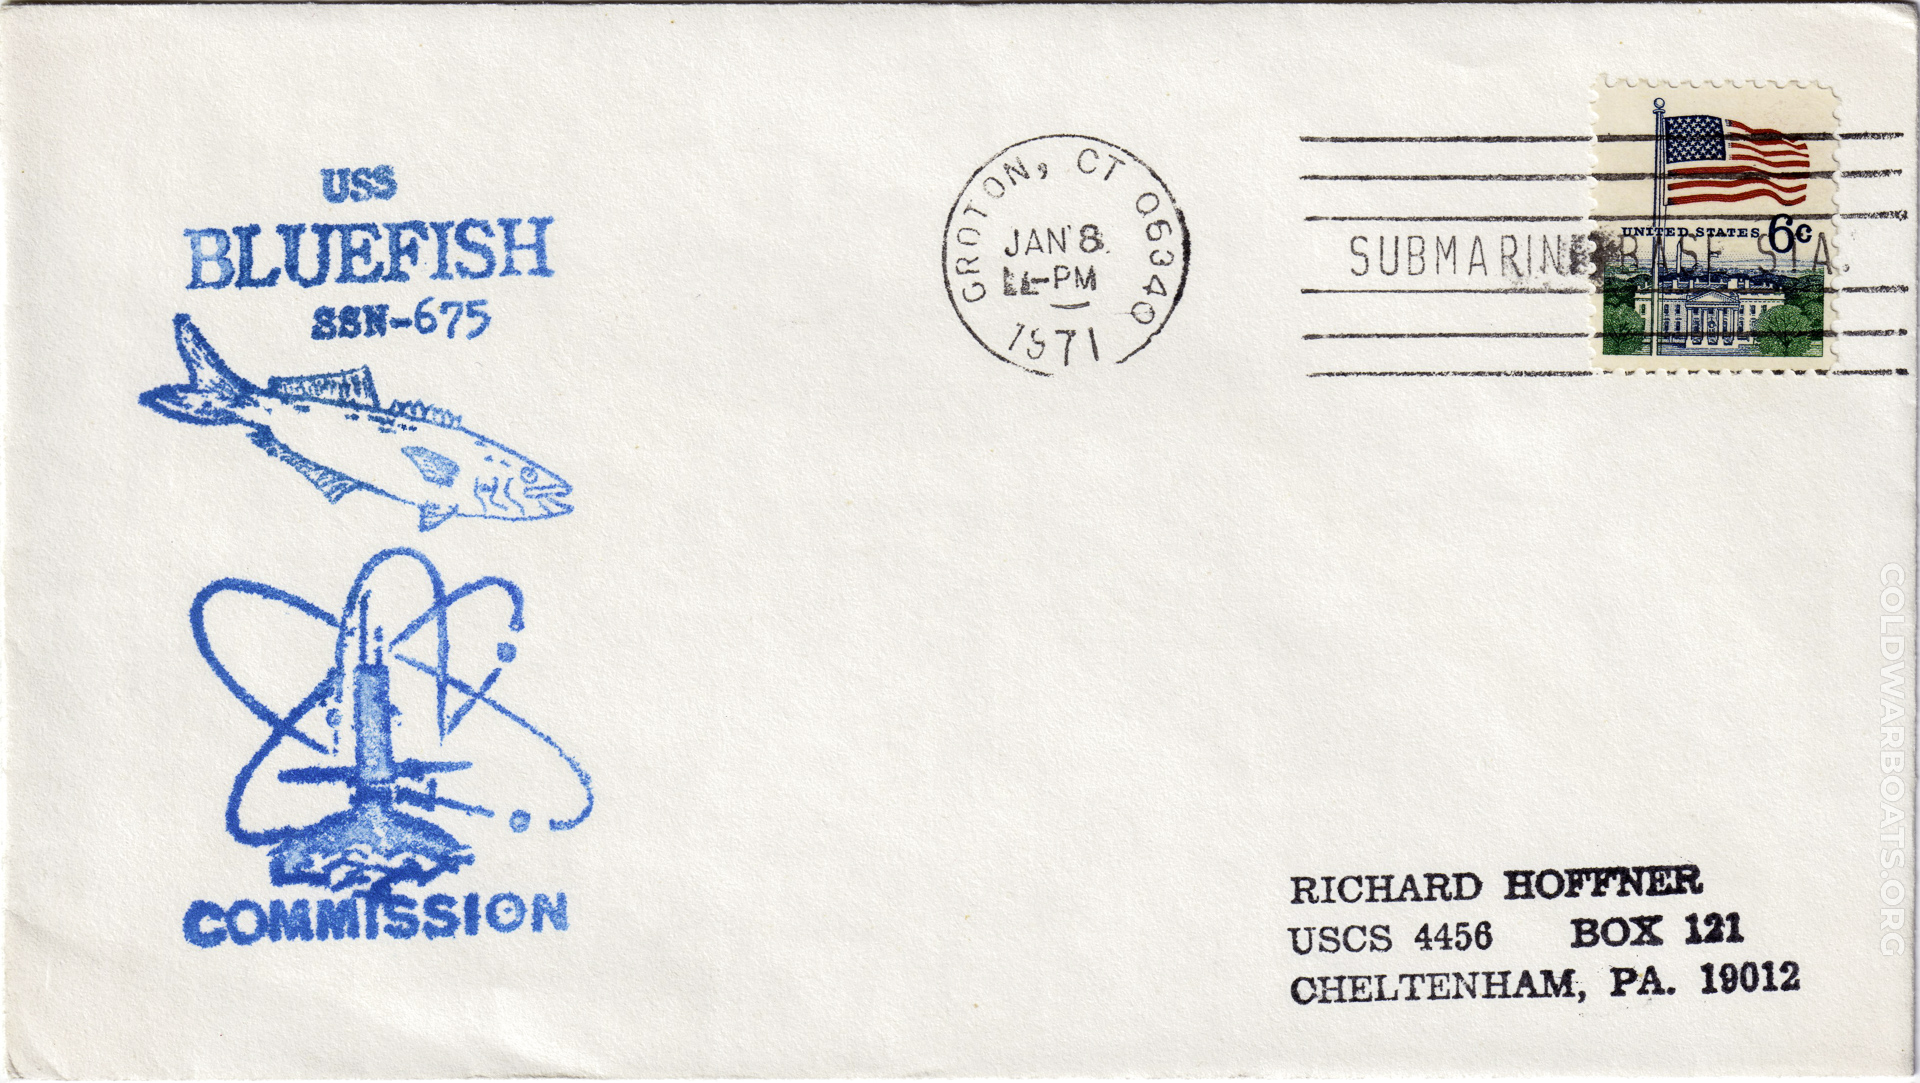 USS
BLUEFISH
SSN-675
COMMISSION
GROTON, CT 06340
JAN 8
PM
1971
SUBMARINE BASE STA.
UNITED STATES 6c
RICHARD HOFFNER
USCS 4456 BOX 121
CHELTENHAM, PA. 19012
COLDWARBOATS.ORG